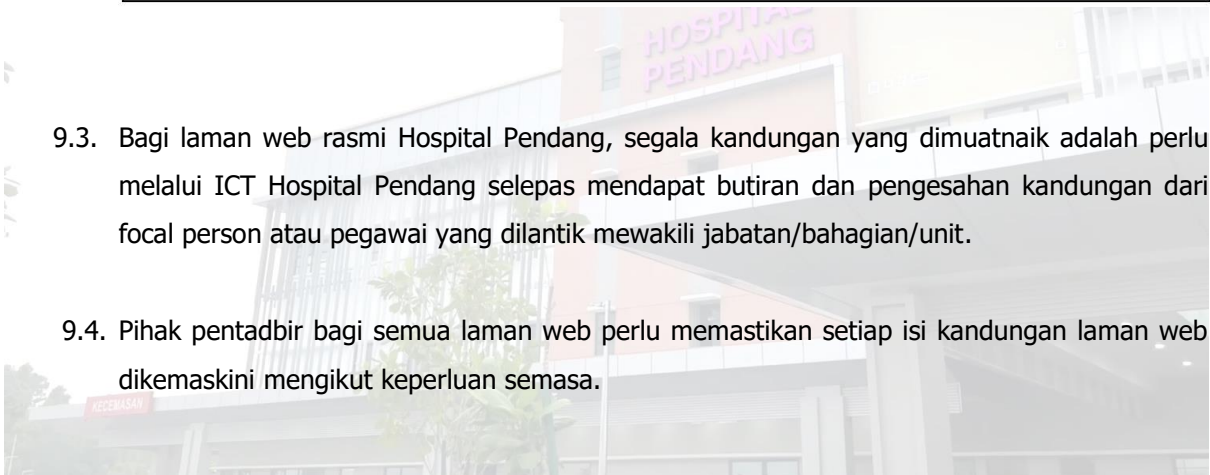 HOSPITAL
PENDANG
9.3. Bagi laman web rasmi Hospital Pendang, segala kandungan yang dimuatnaik adalah perlu
melalui ICT Hospital Pendang selepas mendapat butiran dan pengesahan kandungan dari
focal person atau pegawai yang dilantik mewakili jabatan/bahagian/unit.
9.4. Pihak pentadbir bagi semua laman web perlu memastikan setiap isi kandungan laman web
dikemaskini mengikut keperluan semasa.
KECEMASAN